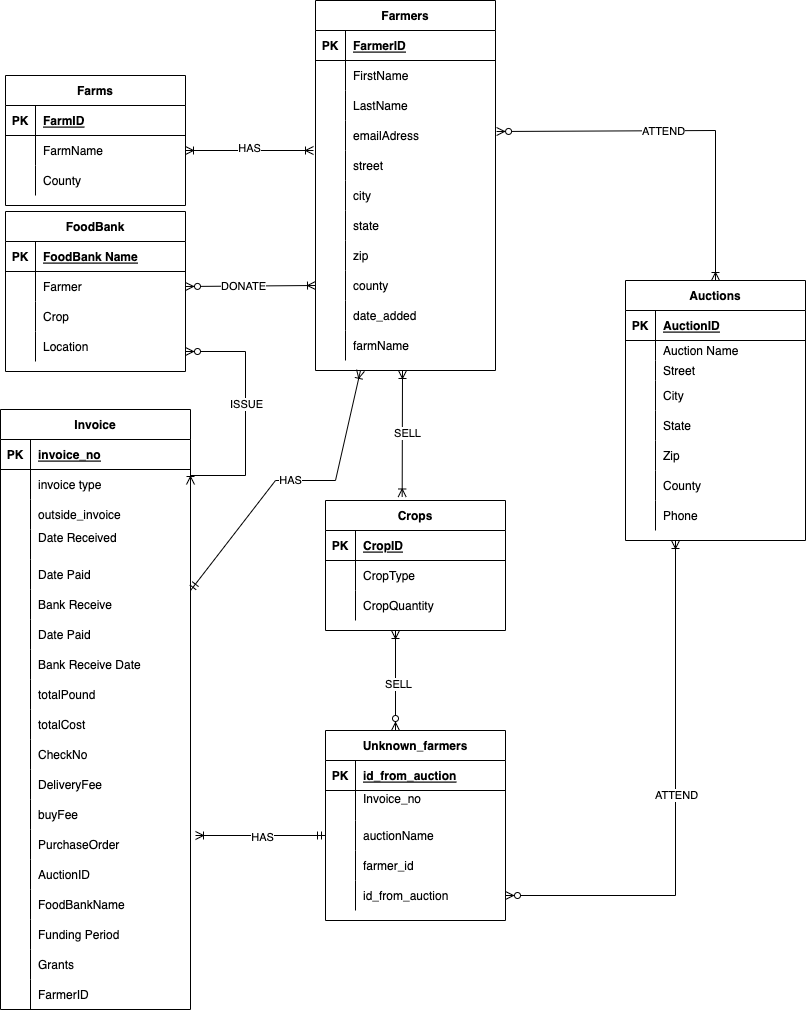 Farmers
PK FarmerID
FirstName
LastName
emailAdress
street
city
state
zip
county
date_added
farmName
Farms
PK FarmID
FarmName
County
HAS
ATTEND
FoodBank
PK FoodBank Name
Farmer
Crop
Location
DONATE
ISSUE
Auctions
PK AuctionID
Auction Name
Street
City
State
Zip
County
Phone
Invoice
PK invoice_no
invoice type
outside_invoice
Date Received
Date Paid
Bank Receive
Date Paid
Bank Receive Date
totalPound
totalCost
CheckNo
DeliveryFee
buyFee
PurchaseOrder
AuctionID
FoodBankName
Funding Period
Grants
FarmerID
HAS
SELL
Crops
PK CropID
CropType
CropQuantity
SELL
Unknown_farmers
PK id_from_auction
Invoice_no
auctionName
farmer_id
id_from_auction
HAS
ATTEND